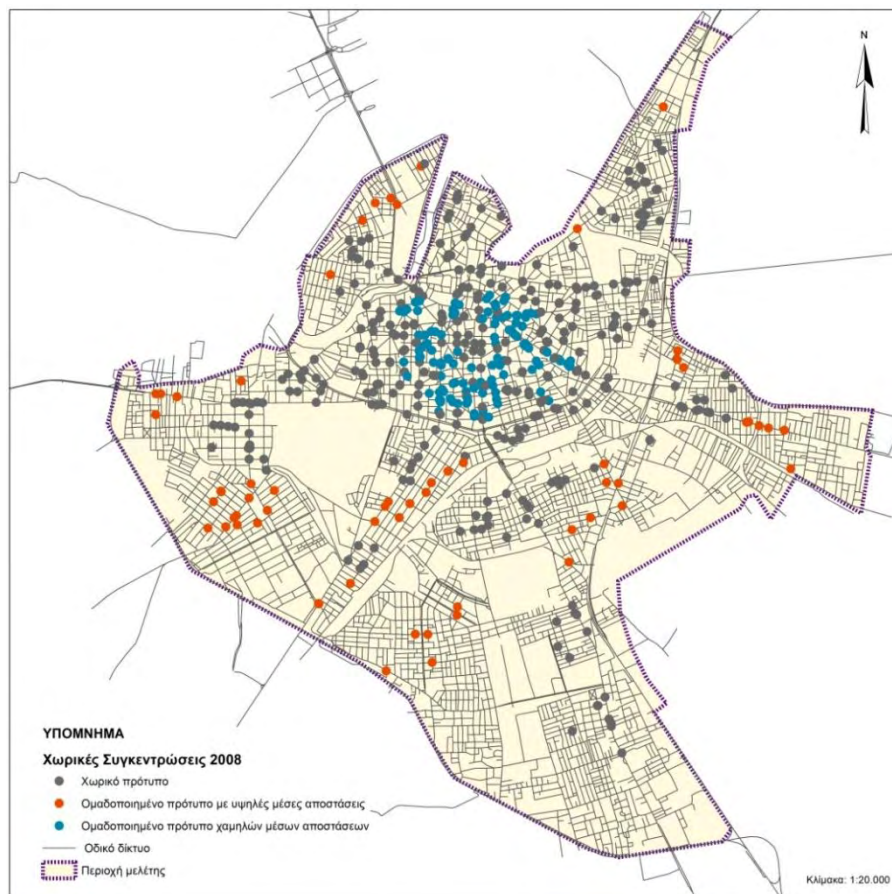 N
ΥΠΟΜΝΗΜΑ
Χωρικές Συγκεντρώσεις 2008
Χωρικό πρότυπο
Ομαδοποιημένο πρότυπο με υψηλές μέσες αποστάσεις
Ομαδοποιημένο πρότυπο χαμηλών μέσων αποστάσεων
Οδικό δίκτυο
Περιοχή μελέτης
Κλίμακα: 1:20.000